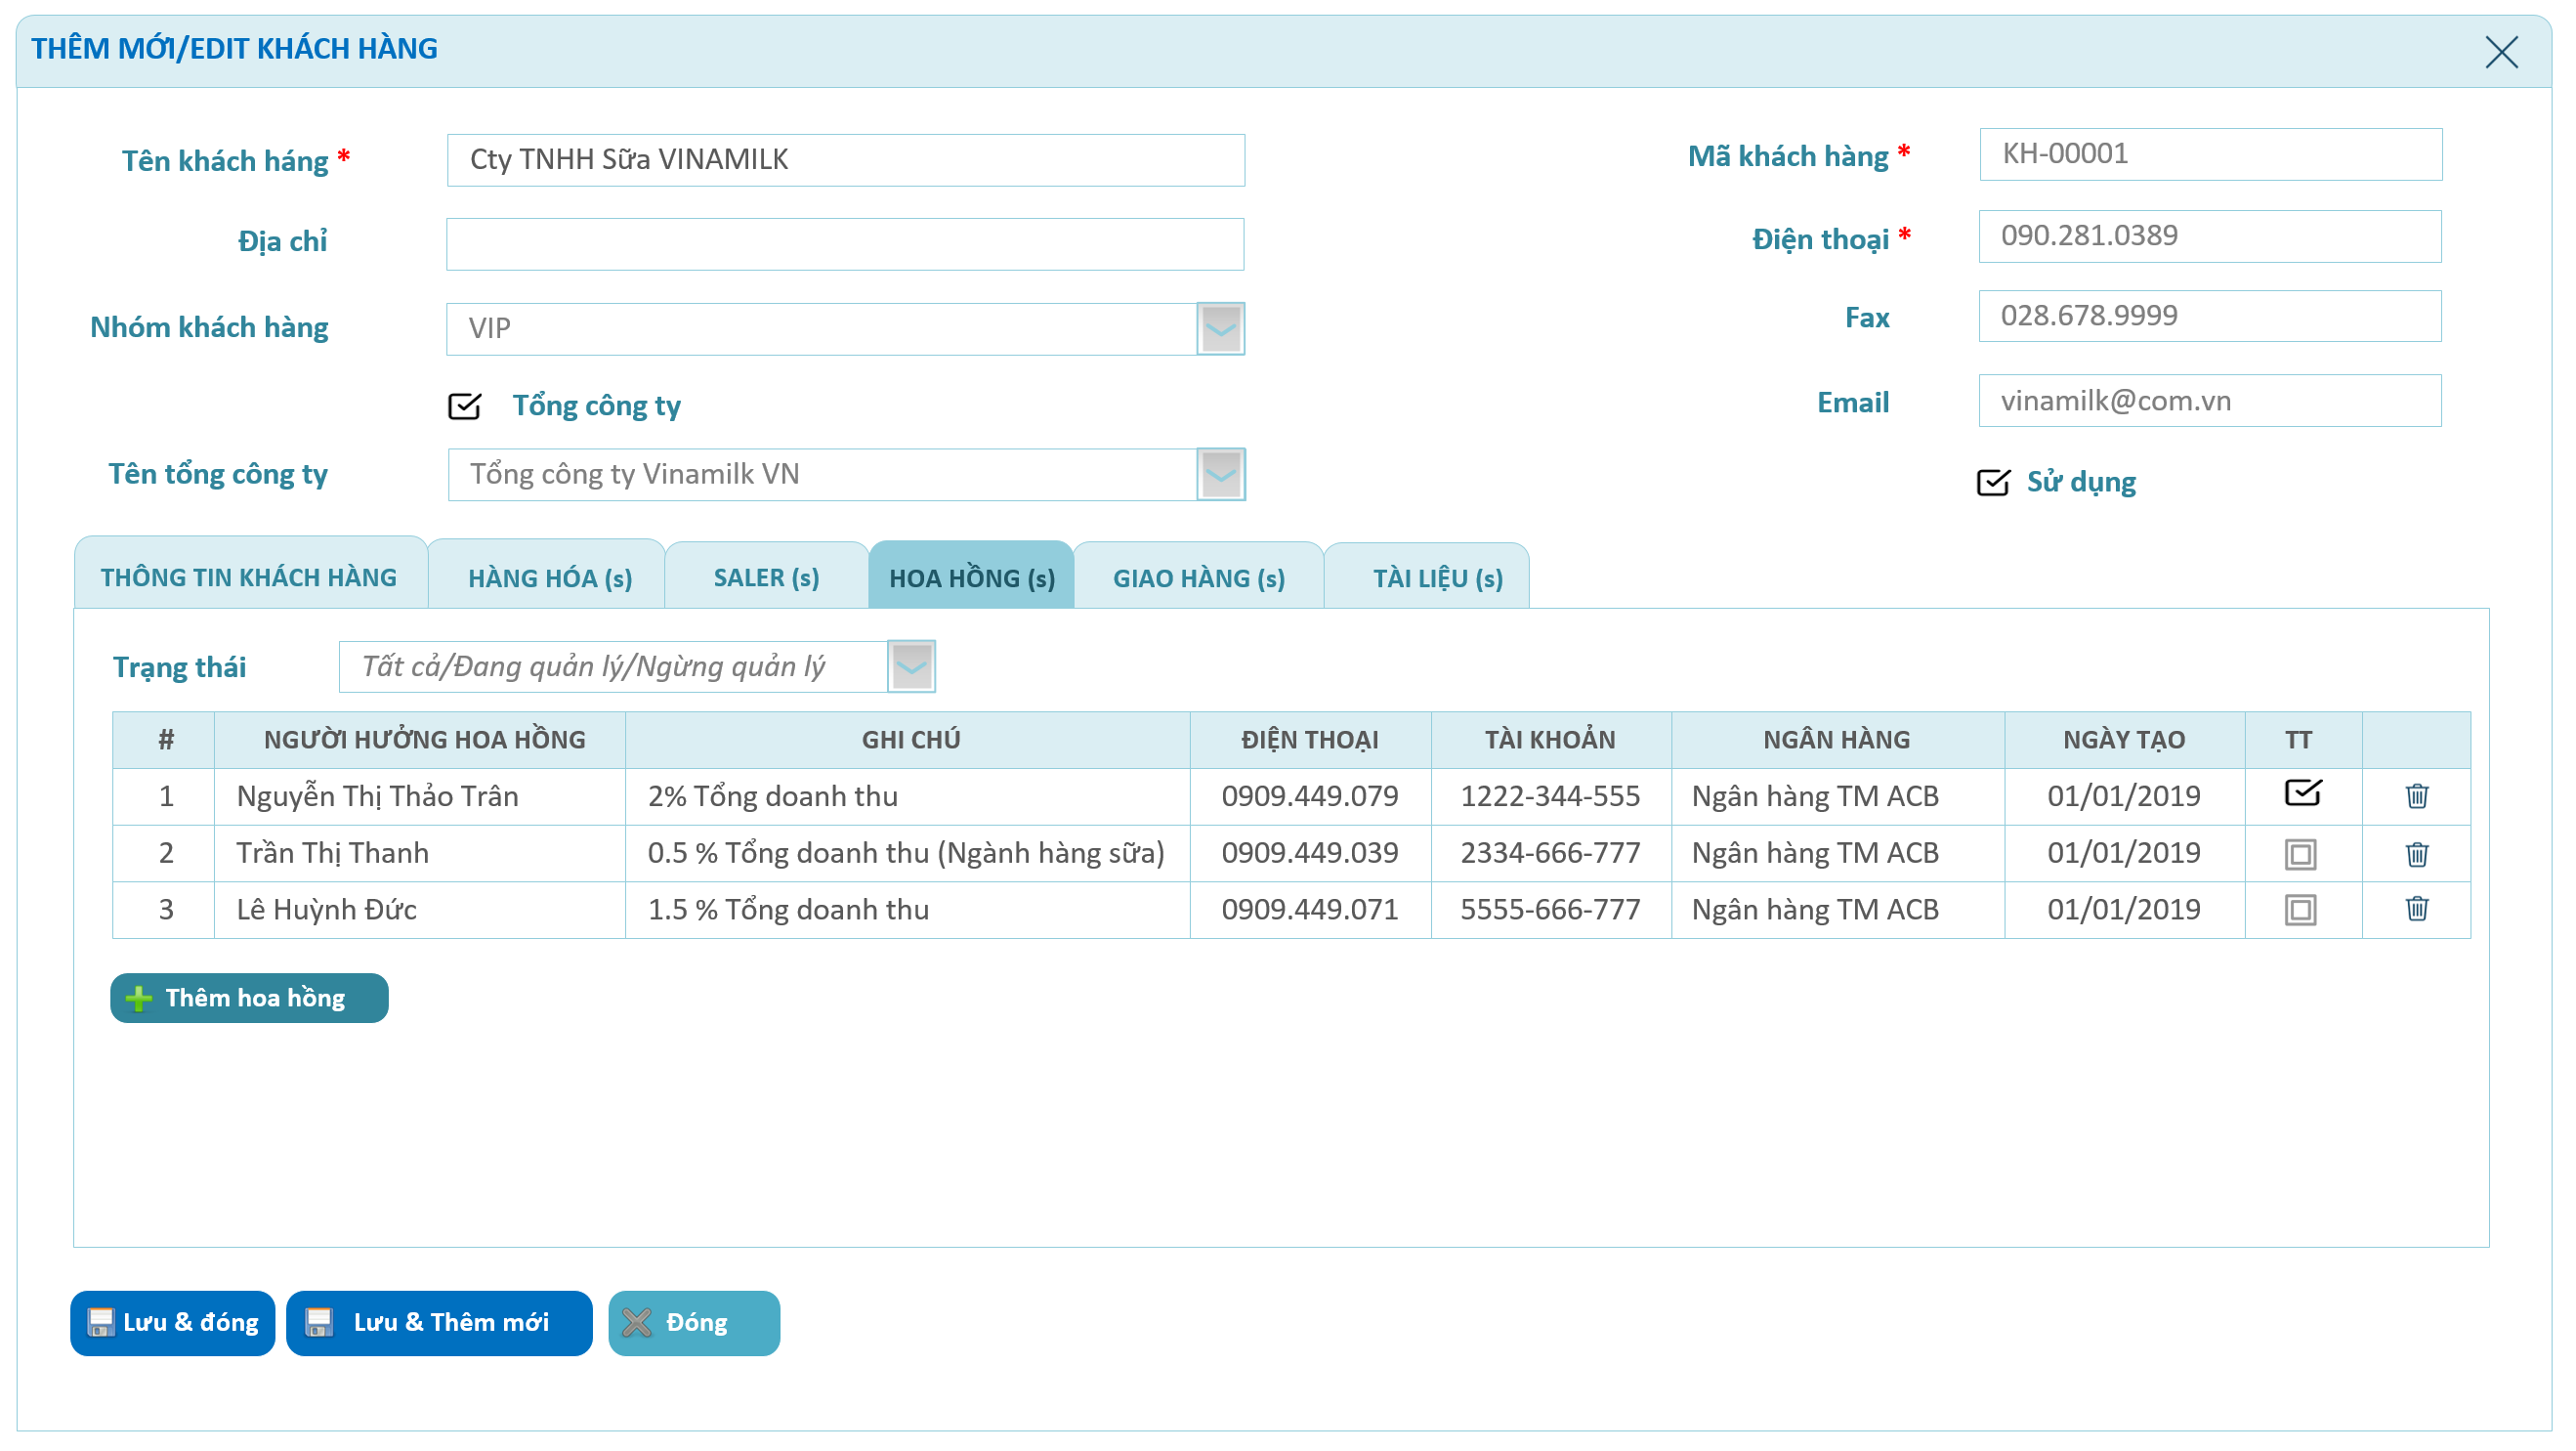 THÊM MỚI/EDIT KHÁCH HÀNG
Tên khách háng * Cty TNHH Sữa VINAMILK Mã khách hàng * KH-00001
Địa chỉ Điện thoại * 090.281.0389
Nhóm khách hàng VIP Fax 028.678.9999
Tổng công ty Email vinamilk@com.vn
Tên tổng công ty Tổng công ty Vinamilk VN Sử dụng
THÔNG TIN KHÁCH HÀNG HÀNG HÓA (s) SALER (s) HOA HỒNG (s) GIAO HÀNG (s) TÀI LIỆU (s)
Trạng thái Tất cả/Đang quản lý/Ngừng quản lý
# NGƯỜI HƯỞNG HOA HỒNG GHI CHÚ ĐIỆN THOẠI TÀI KHOẢN NGÂN HÀNG NGÀY TẠO TT
1 Nguyễn Thị Thảo Trân 2% Tổng doanh thu 0909.449.079 1222-344-555 Ngân hàng TM ACB 01/01/2019
2 Trần Thị Thanh 0.5 % Tổng doanh thu (Ngành hàng sữa) 0909.449.039 2334-666-777 Ngân hàng TM ACB 01/01/2019
3 Lê Huỳnh Đức 1.5 % Tổng doanh thu 0909.449.071 5555-666-777 Ngân hàng TM ACB 01/01/2019
Thêm hoa hồng
Lưu & đóng Lưu & Thêm mới Đóng